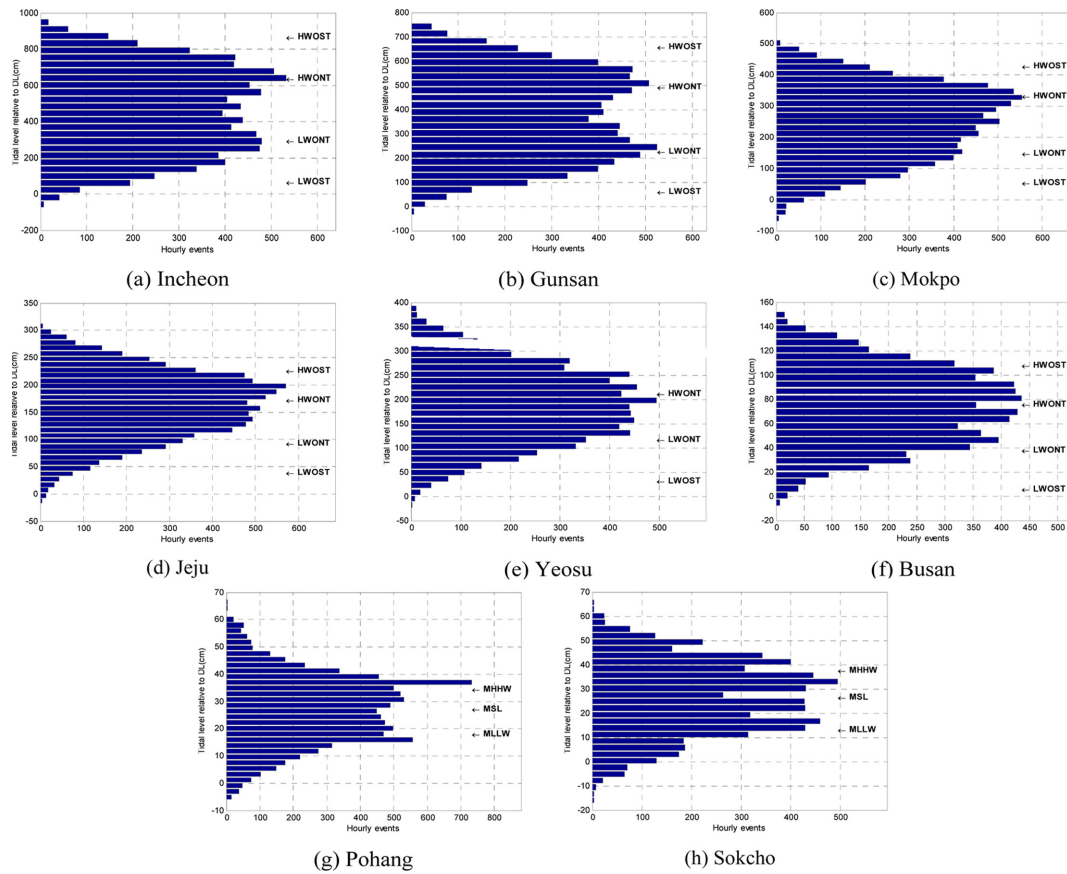 Tidal level relative to DL(cm)
1000
800
600
400
200
0
-200
← HWOST
← HWONT
← LWONT
← LWOST
0 100 200 300 400 500 600
Hourly events
(a) Incheon
Tidal level relative to DL(cm)
800
700
600
500
400
300
200
100
0
-100
← HWOST
← HWONT
← LWONT
← LWOST
0 100 200 300 400 500 600
Hourly events
(b) Gunsan
Tidal level relative to DL(cm)
600
500
400
300
200
100
0
-100
← HWOST
← HWONT
← LWONT
← LWOST
0 100 200 300 400 500 600
Hourly events
(c) Mokpo
Tidal level relative to DL(cm)
350
300
250
200
150
100
50
0
-50
← HWOST
← HWONT
← LWONT
← LWOST
0 100 200 300 400 500 600
Hourly events
(d) Jeju
Tidal level relative to DL(cm)
400
350
300
250
200
150
100
50
0
-50
← HWONT
← LWONT
← LWOST
0 100 200 300 400 500
Hourly events
(e) Yeosu
Tidal level relative to DL(cm)
160
140
120
100
80
60
40
20
0
-20
← HWOST
← HWONT
← LWONT
← LWOST
0 50 100 150 200 250 300 350 400 450 500
Hourly events
(f) Busan
Tidal level relative to DL(cm)
70
60
50
40
30
20
10
0
-10
← MHHW
← MSL
← MLLW
0 100 200 300 400 500 600 700 800
Hourly events
(g) Pohang
Tidal level relative to DL(cm)
70
60
50
40
30
20
10
0
-10
-20
← MHHW
← MSL
← MLLW
0 100 200 300 400 500
Hourly events
(h) Sokcho